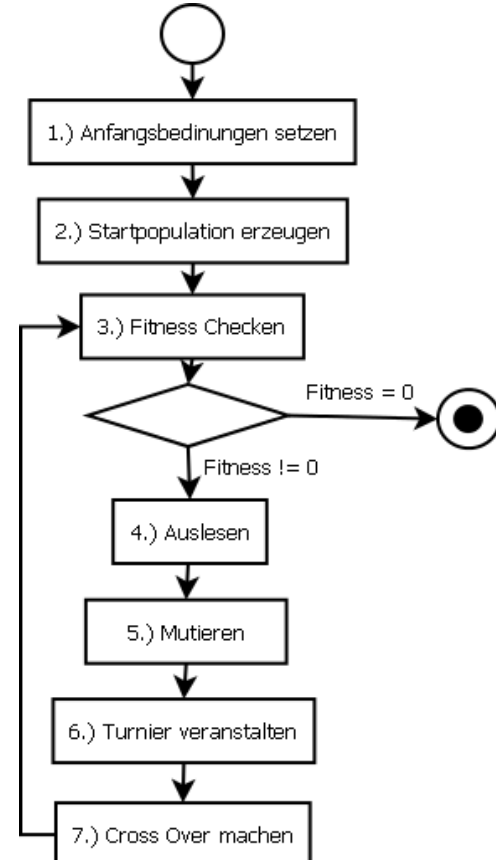 1.) Anfangsbedinungen setzen
2.) Startpopulation erzeugen
3.) Fitness Checken
Fitness = 0
Fitness != 0
4.) Auslesen
5.) Mutieren
6.) Turnier veranstalten
7.) Cross Over machen